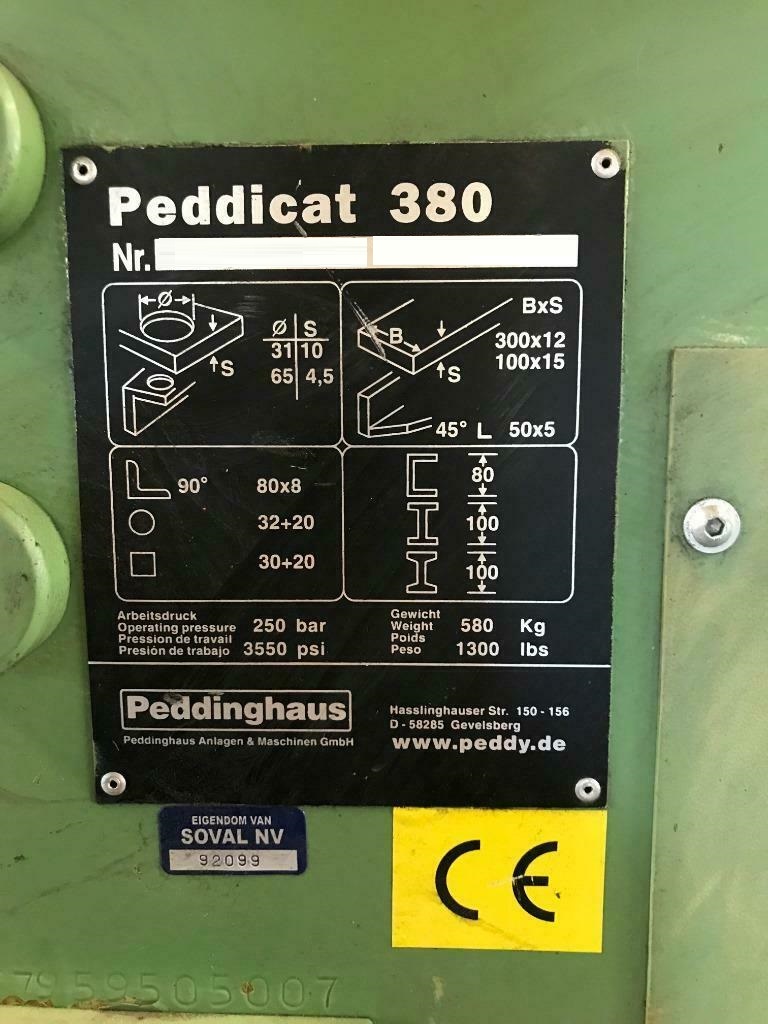 Peddicat 380
Nr.
Ø
S
Ø S
31 10
65 4,5
B
S
BxS
300x12
100x15
45° L 50x5
90° 80x8
32+20
30+20
80
100
100
Arbeitsdruck
Operating pressure 250 bar
Pression de travail
Presión de trabajo 3550 psi
Gewicht
Weight 580 Kg
Poids
Peso 1300 lbs
Peddinghaus
Peddinghaus Anlagen & Maschinen GmbH
Hasslinghauser Str. 150 - 156
D - 58285 Gevelsberg
www.peddy.de
EIGENDOM VAN
SOVAL NV
92099
CE
7959505007